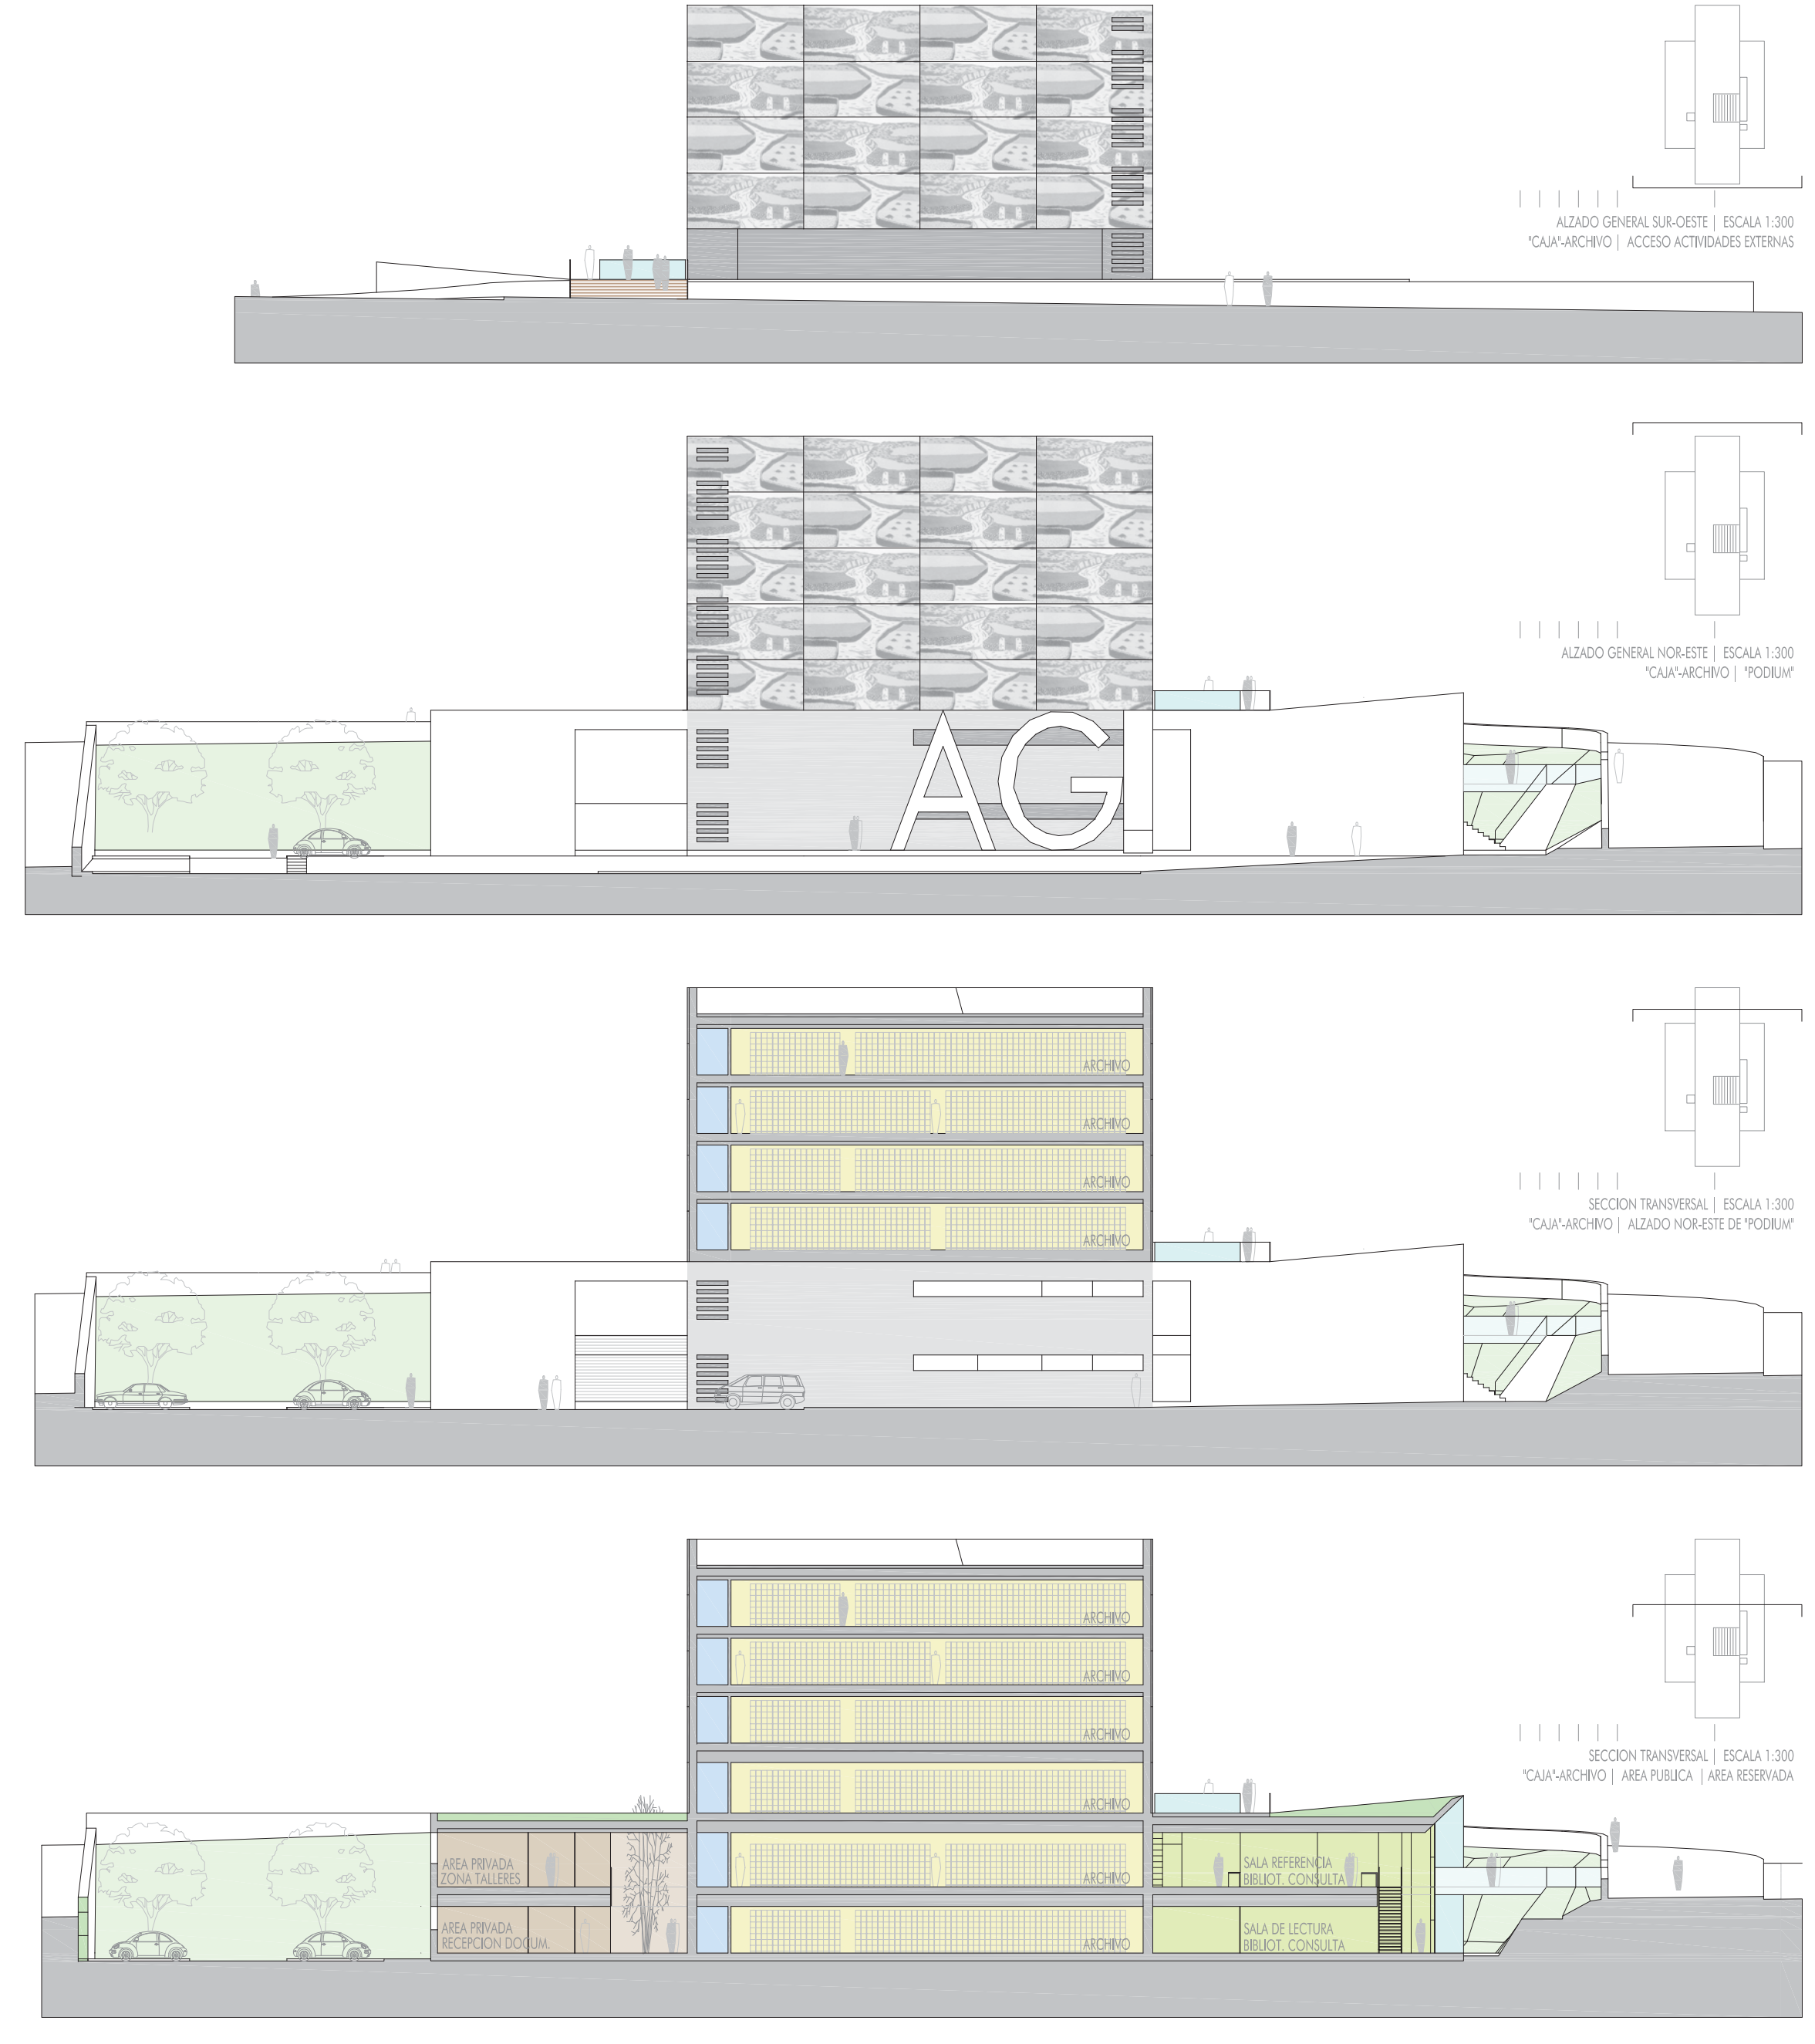 ALZADO GENERAL SUR-OESTE | ESCALA 1:300
"CAJA"-ARCHIVO | ACCESO ACTIVIDADES EXTERNAS
ALZADO GENERAL NOR-ESTE | ESCALA 1:300
"CAJA"-ARCHIVO | "PODIUM"
AG
ARCHIVO
ARCHIVO
ARCHIVO
ARCHIVO
SECCION TRANSVERSAL | ESCALA 1:300
"CAJA"-ARCHIVO | ALZADO NOR-ESTE DE "PODIUM"
ARCHIVO
ARCHIVO
ARCHIVO
SECCION TRANSVERSAL | ESCALA 1:300
"CAJA"-ARCHIVO | AREA PUBLICA | AREA RESERVADA
ARCHIVO
AREA PRIVADA
ZONA TALLERES
ARCHIVO
SALA REFERENCIA
BIBLIOT. CONSULTA
AREA PRIVADA
RECEPCION DOCUM.
ARCHIVO
SALA DE LECTURA
BIBLIOT. CONSULTA